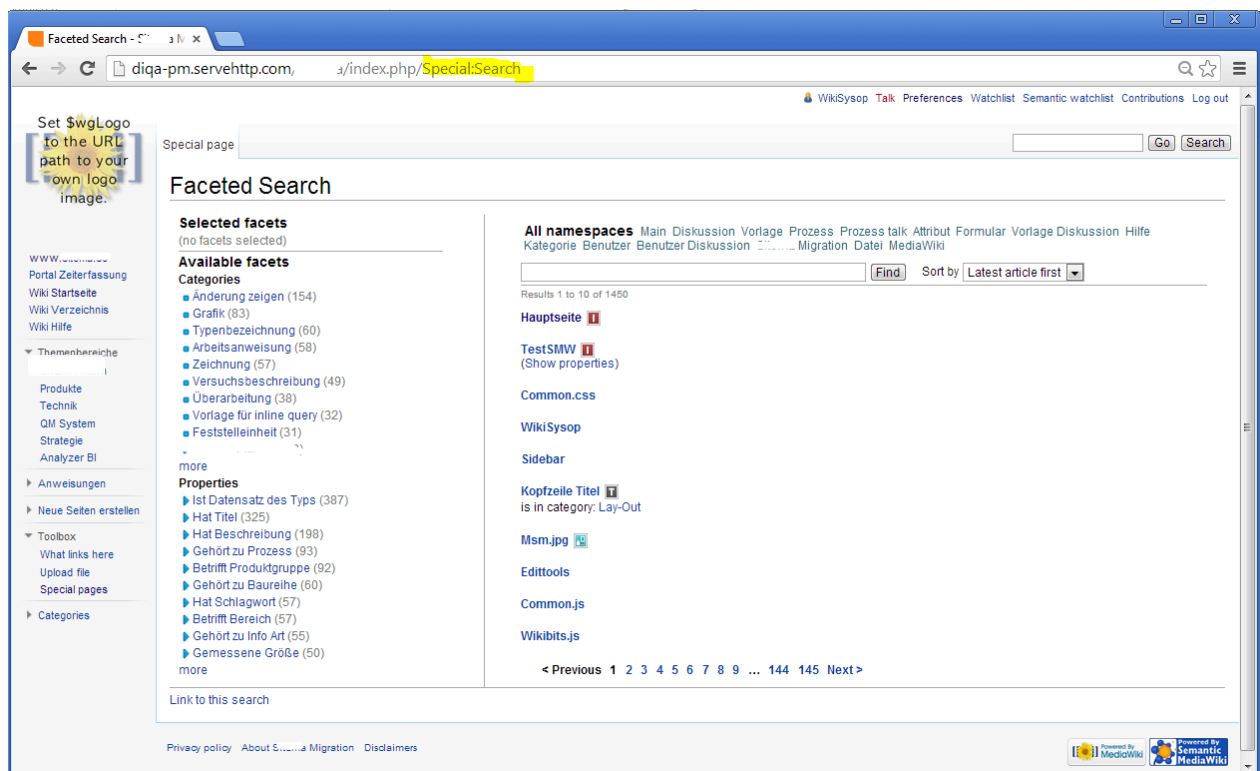 Faceted Search -
diqa-pm.servehttp.com, a/index.php/Special:Search
WikiSysop Talk Preferences Watchlist Semantic watchlist Contributions Log out
Set $wgLogo
to the URL
path to your
own logo
image.
Special page
Go Search
Faceted Search
www.
Portal Zeiterfassung
Wiki Startseite
Wiki Verzeichnis
Wiki Hilfe
Themenbereiche
Produkte
Technik
QM System
Strategie
Analyzer BI
Anweisungen
Neue Seiten erstellen
Toolbox
What links here
Upload file
Special pages
Categories
Selected facets
(no facets selected)
Available facets
Categories
Änderung zeigen (154)
Grafik (83)
Typenbezeichnung (60)
Arbeitsanweisung (58)
Zeichnung (57)
Versuchsbeschreibung (49)
Überarbeitung (38)
Vorlage für inline query (32)
Feststelleinheit (31)
more
Properties
Ist Datensatz des Typs (387)
Hat Titel (325)
Hat Beschreibung (198)
Gehört zu Prozess (93)
Betrifft Produktgruppe (92)
Gehört zu Baureihe (60)
Hat Schlagwort (57)
Betrifft Bereich (57)
Gehört zu Info Art (55)
Gemessene Größe (50)
more
Link to this search
All namespaces Main Diskussion Vorlage Prozess Prozess talk Attribut Formular Vorlage Diskussion Hilfe
Kategorie Benutzer Benutzer Diskussion Migration Datei MediaWiki
Find Sort by Latest article first
Results 1 to 10 of 1450
Hauptseite
TestSMW
(Show properties)
Common.css
WikiSysop
Sidebar
Kopfzeile Titel T
is in category: Lay-Out
Msm.jpg
Edittools
Common.js
Wikibits.js
< Previous 1 2 3 4 5 6 7 8 9 ... 144 145 Next >
Privacy policy About Migration Disclaimers
Powered By
MediaWiki
Powered By
Semantic
MediaWiki